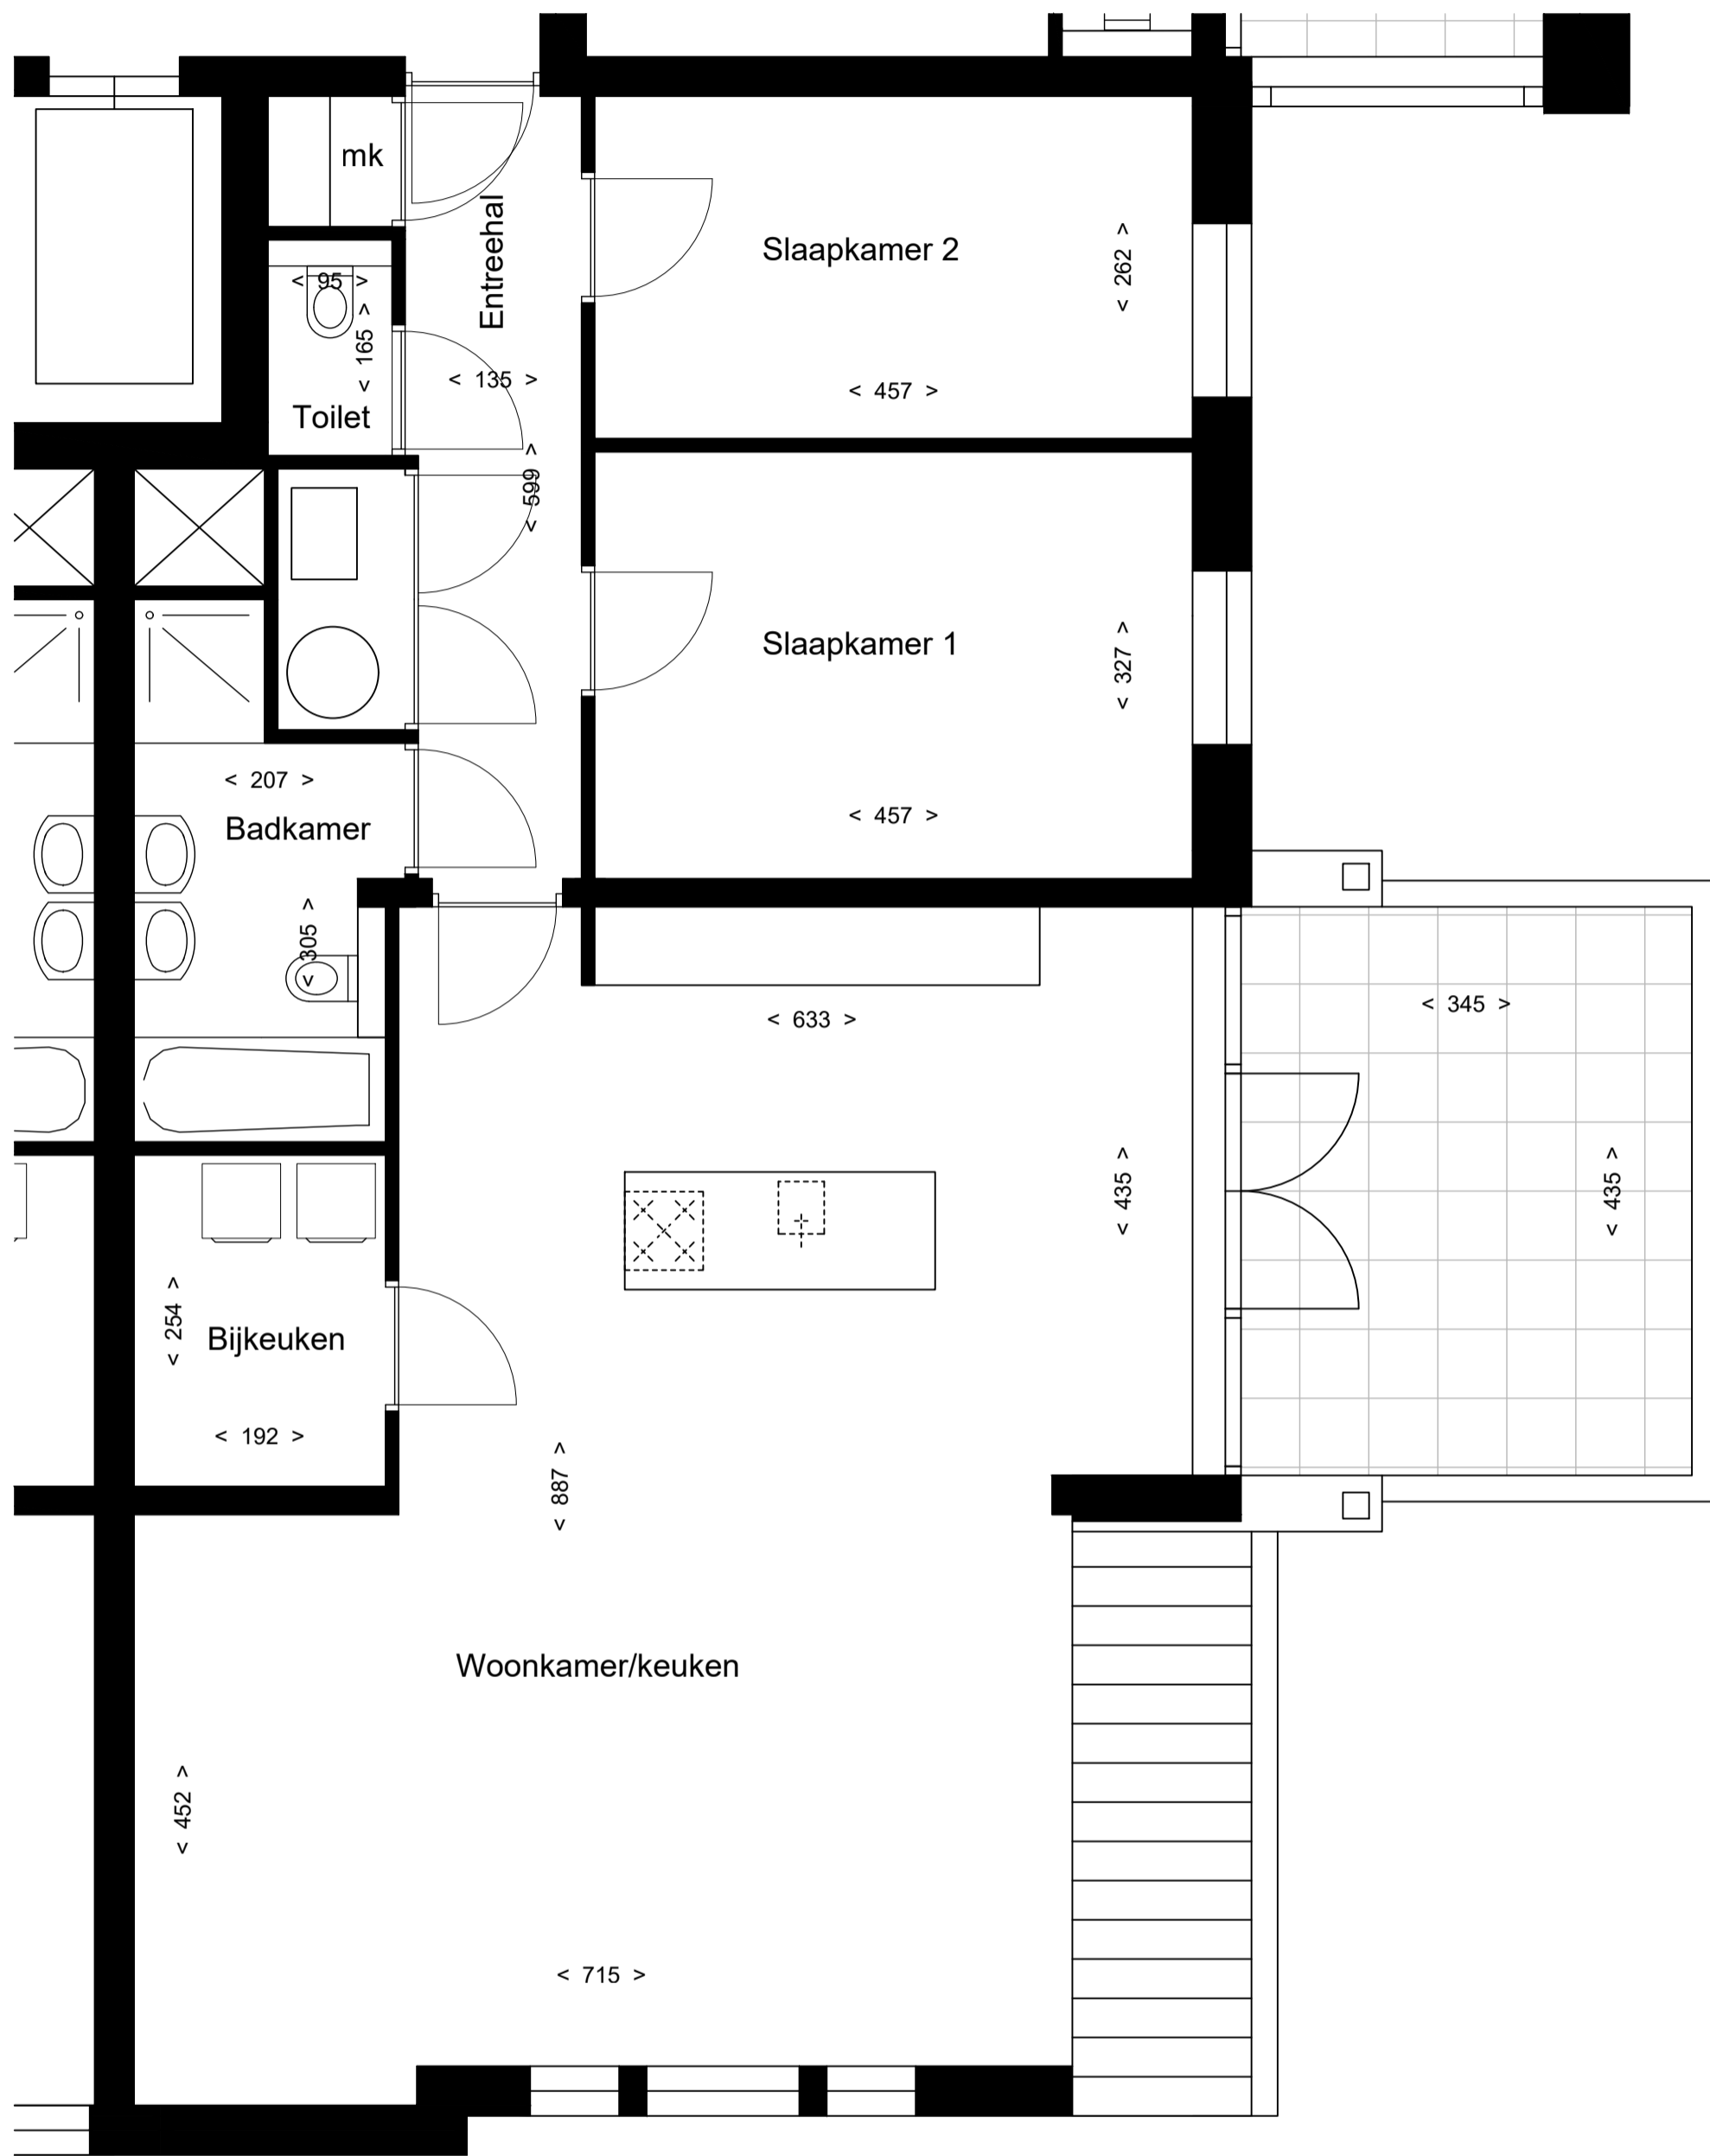 mk
Entreehal
Slaapkamer 2
< 262 >
< 95 >
< 165 >
< 135 >
< 457 >
Toilet
< 599 >
Slaapkamer 1
< 327 >
< 207 >
< 457 >
Badkamer
< 305 >
< 633 >
< 345 >
< 435 >
< 435 >
< 254 >
Bijkeuken
< 192 >
< 887 >
Woonkamer/keuken
< 452 >
< 715 >